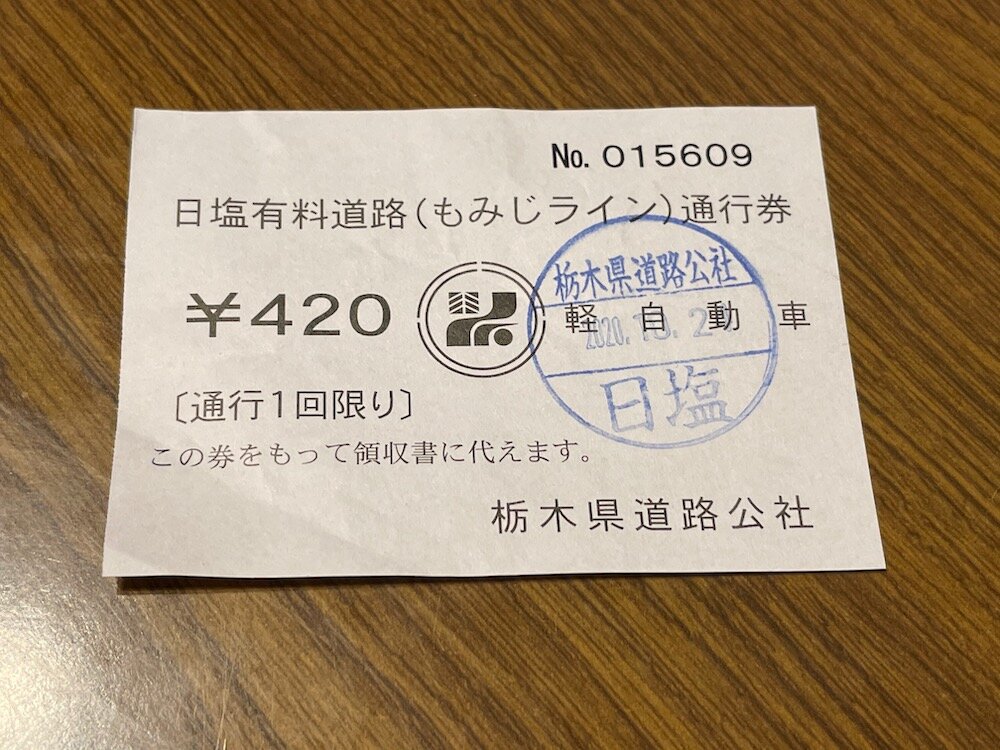 No. 015609
日塩有料道路(もみじライン)通行券
¥420
軽自動車
栃木県道路公社
日塩
〔通行1回限り〕
この券をもって領収書に代えます。
栃木県道路公社